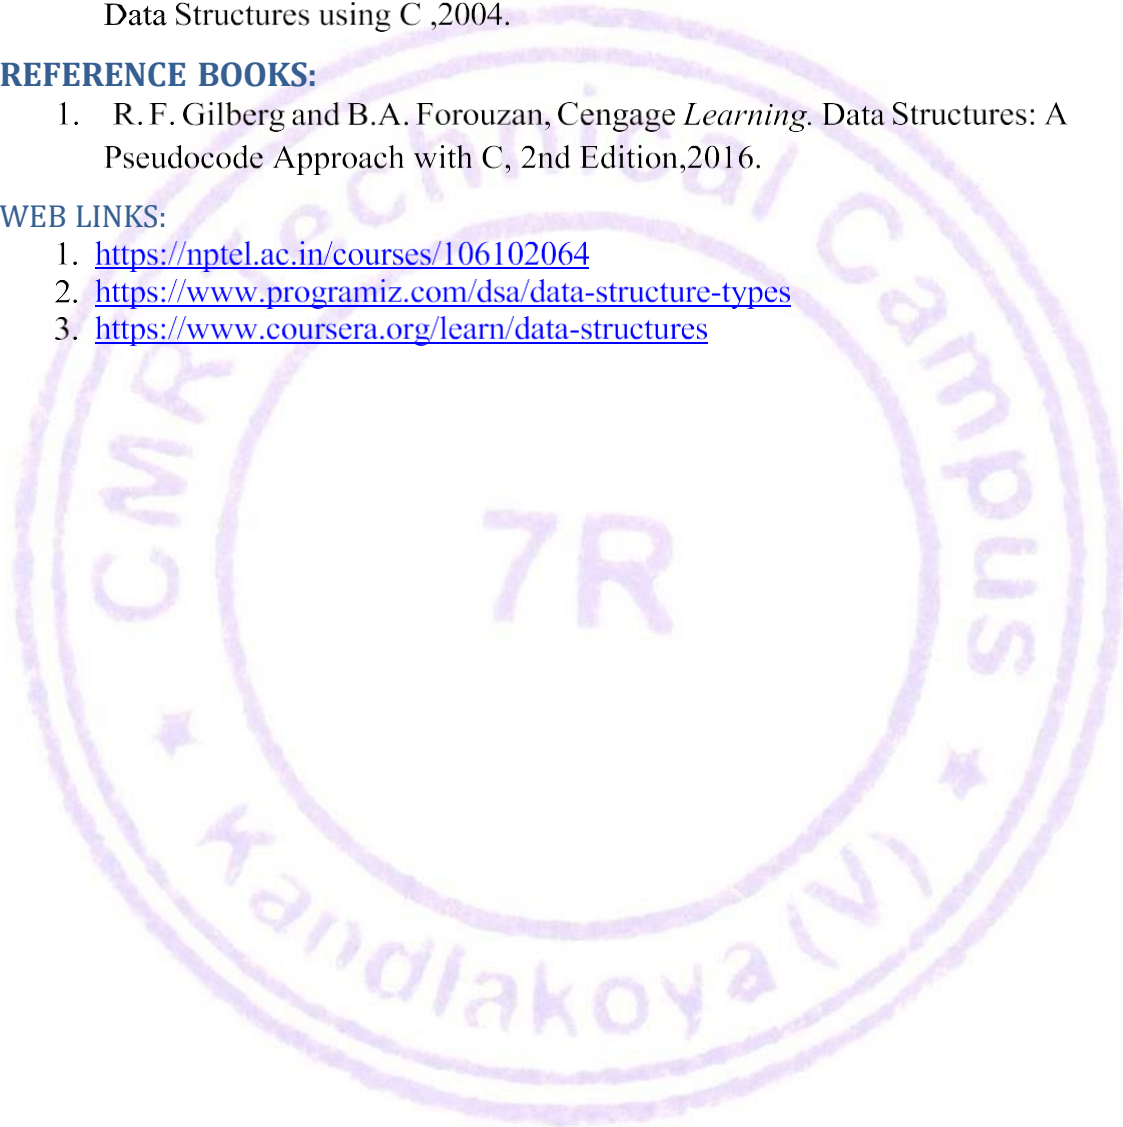 Data Structures using C ,2004.
REFERENCE BOOKS:
1. R. F. Gilberg and B.A. Forouzan, Cengage Learning. Data Structures: A
Pseudocode Approach with C, 2nd Edition,2016.
WEB LINKS:
1. https://nptel.ac.in/courses/106102064
2. https://www.programiz.com/dsa/data-structure-types
3. https://www.coursera.org/learn/data-structures
CMR Technical Campus
7R
Kandlakoya (V)